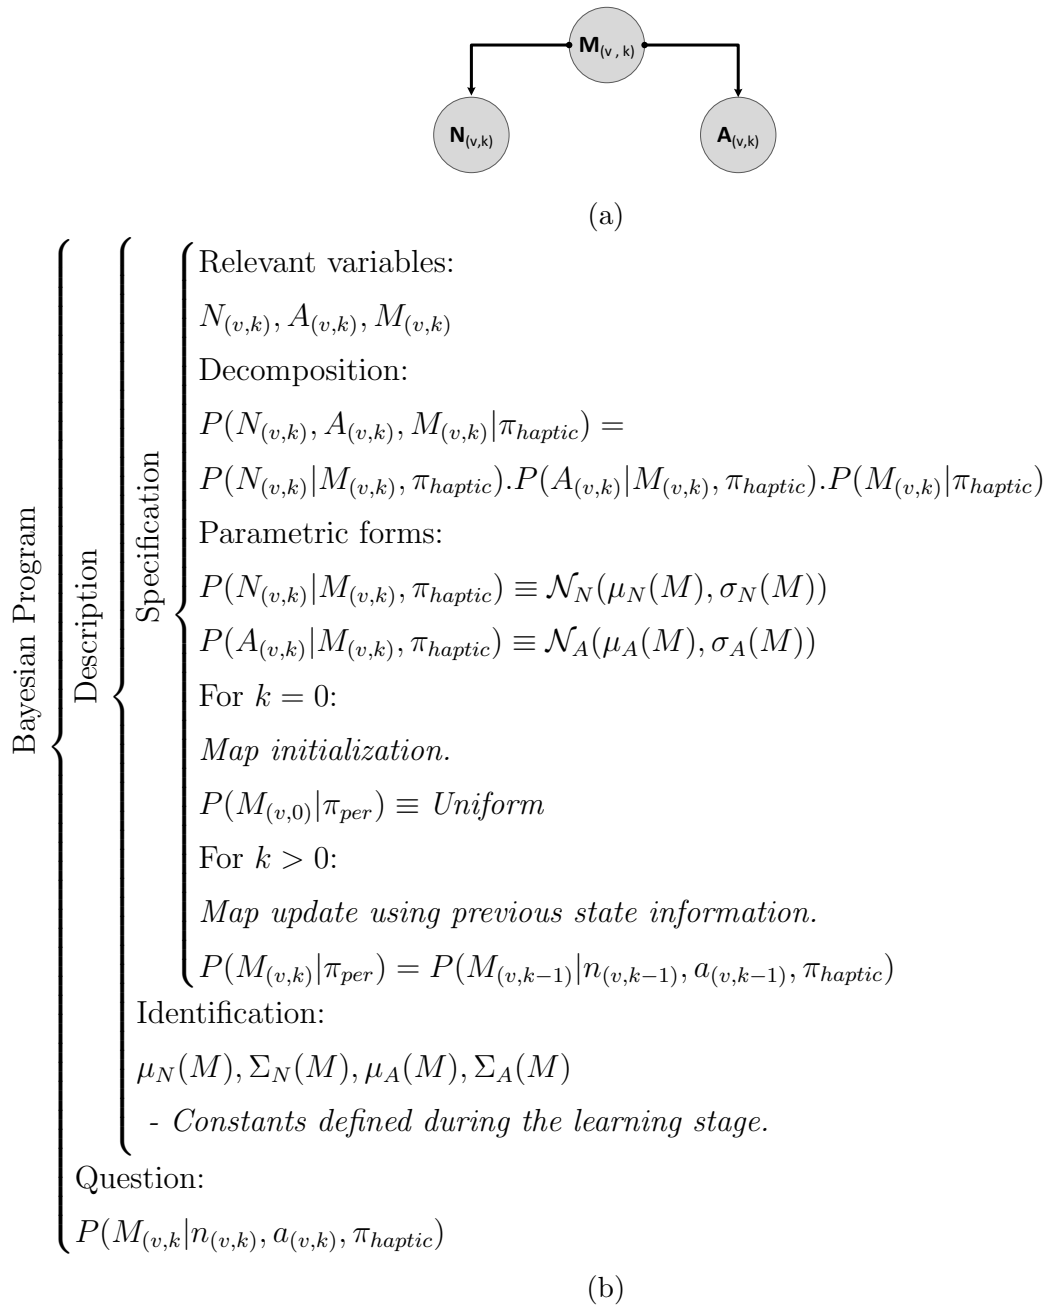 M(v , k)
N(v,k) A(v,k)
(a)
Bayesian Program
Description
Specification
Relevant variables:
N(v,k), A(v,k), M(v,k)
Decomposition:
P(N(v,k), A(v,k), M(v,k)|πhaptic) =
P(N(v,k)|M(v,k), πhaptic).P(A(v,k)|M(v,k), πhaptic).P(M(v,k)|πhaptic)
Parametric forms:
P(N(v,k)|M(v,k), πhaptic) ≡ 𝒩N(μN(M), σN(M))
P(A(v,k)|M(v,k), πhaptic) ≡ 𝒩A(μA(M), σA(M))
For k = 0:
Map initialization.
P(M(v,0)|πper) ≡ Uniform
For k > 0:
Map update using previous state information.
P(M(v,k)|πper) = P(M(v,k−1)|n(v,k−1), a(v,k−1), πhaptic)
Identification:
μN(M), ΣN(M), μA(M), ΣA(M)
- Constants defined during the learning stage.
Question:
P(M(v,k|n(v,k), a(v,k), πhaptic)
(b)